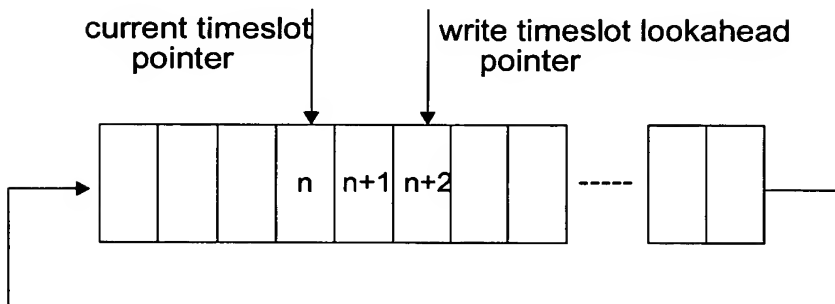 current timeslot
pointer
write timeslot lookahead
pointer
n n+1 n+2 -----